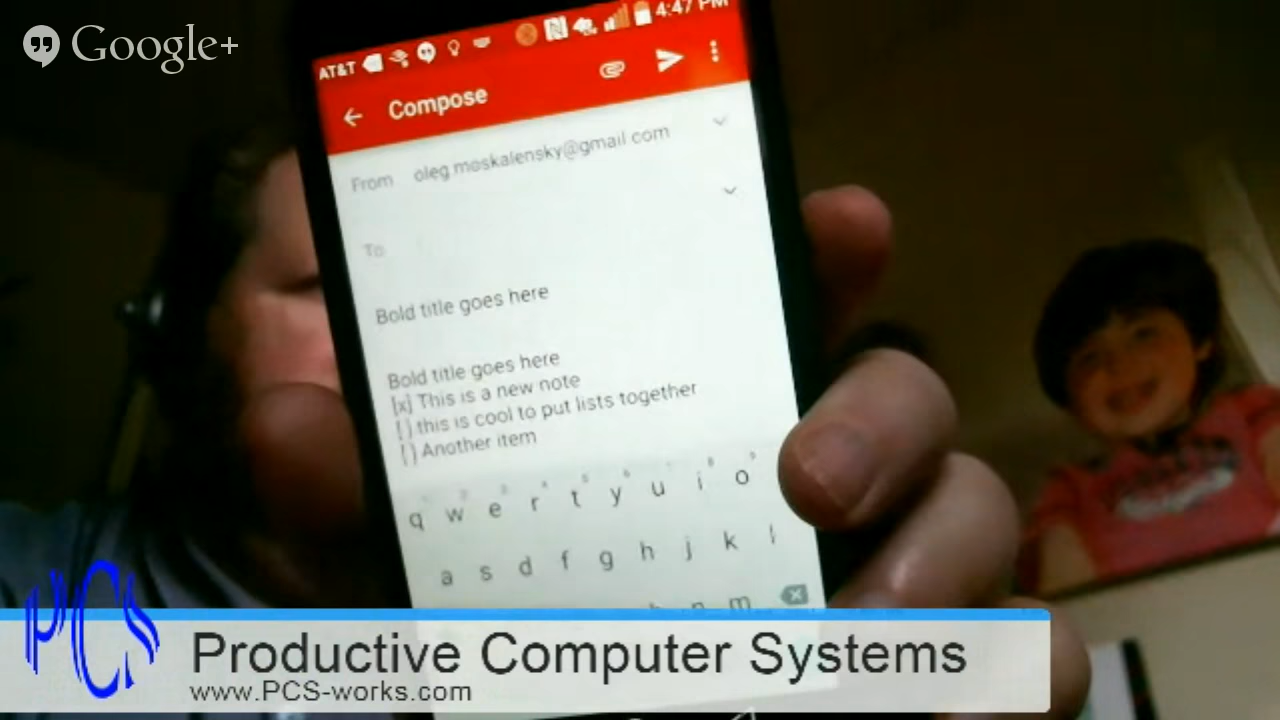 Google+
AT&T 4:47 PM
Compose
From oleg.moskalensky@gmail.com
To
Bold title goes here
Bold title goes here
[x] This is a new note
[ ] this is cool to put lists together
[ ] Another item
q w e r t y u i o
a s d f g h j k l
n m
PCS
Productive Computer Systems
www.PCS-works.com